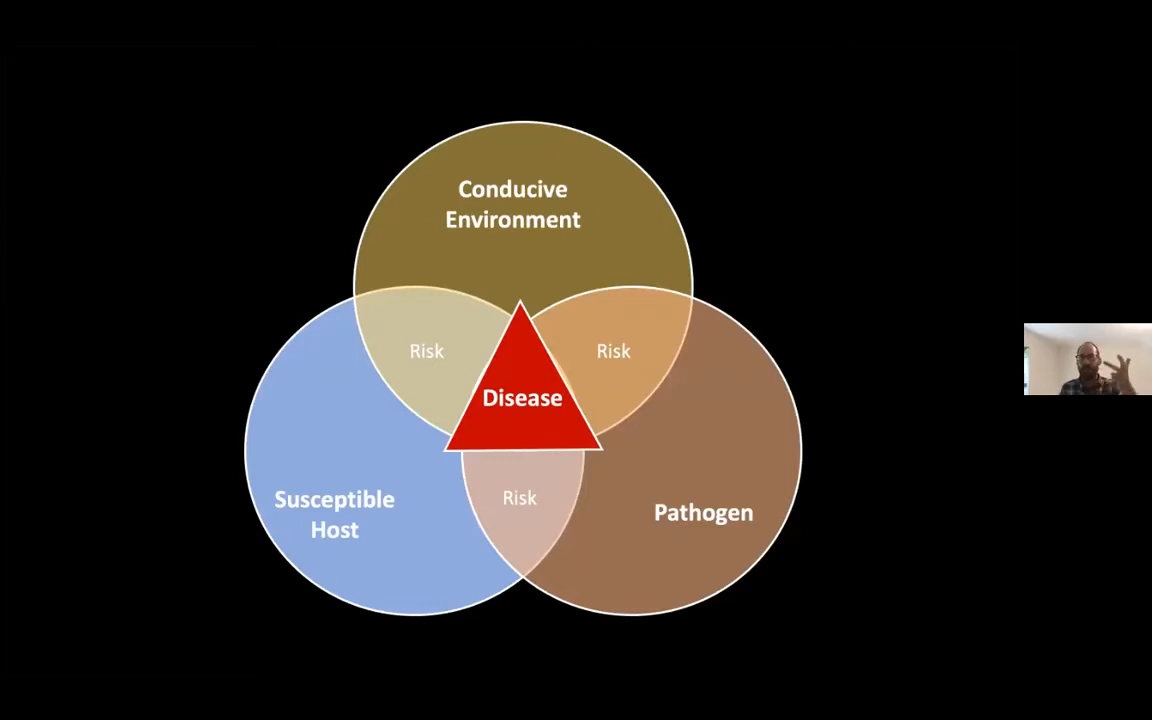 Conducive
Environment
Risk
Risk
Disease
Risk
Susceptible
Host
Pathogen